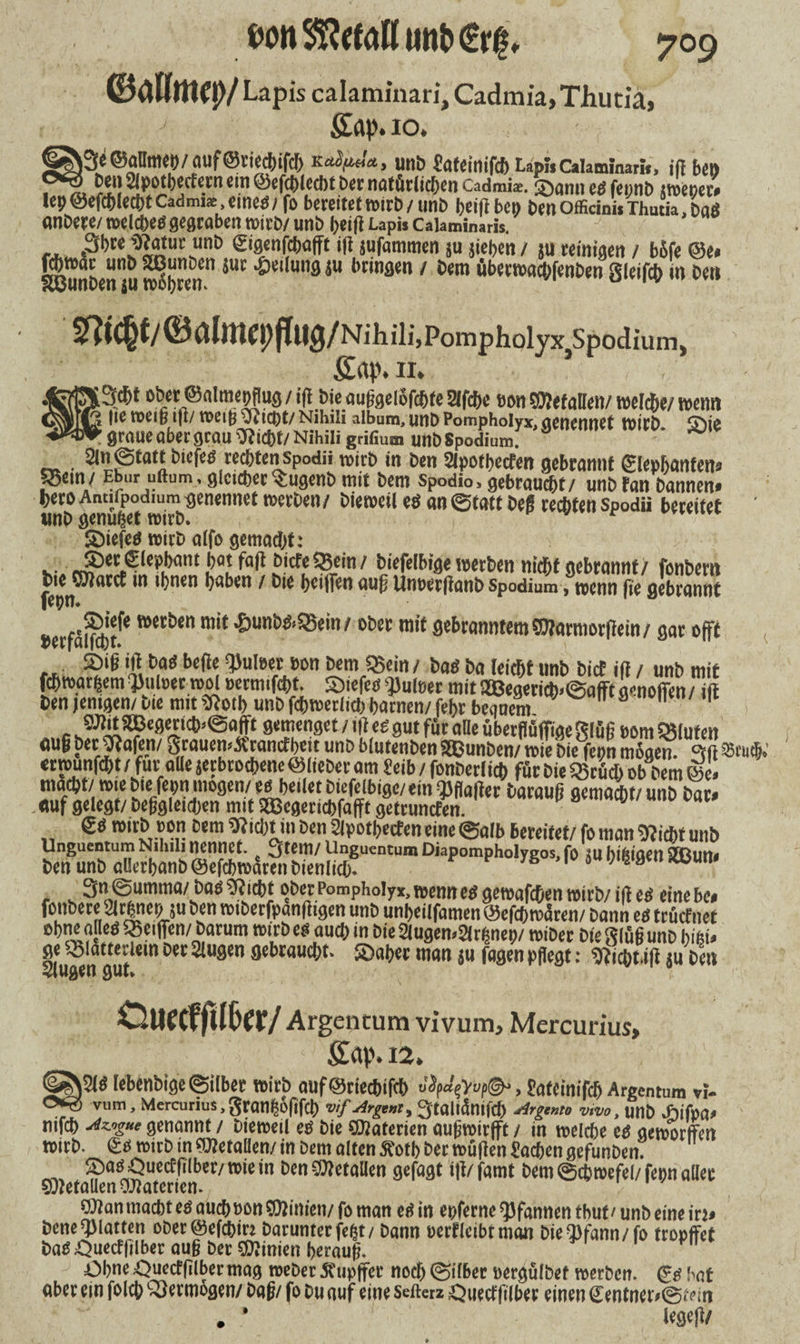 von Metall und Ertz. 709
Gallmey/ Lapis calaminari, Cadmia, Thutia,
Cap. 10.
Je Gallmey/ auf Griechisch Καδμεία, und Lateinisch Lapis Calaminaris, ist bey
den Apotheckern ein Geschlecht der natürlichen Cadmiæ. Dann es seynd zweyer-
ley Geschlecht Cadmiæ, eines/ so bereitet wird/ und heist bey den Officinis Thutia, das
andere/ welches gegraben wird/ und heist Lapis Calaminaris.
Ihre Natur und Eigenschafft ist zusammen zu ziehen / zu reinigen / böse Ge-
schwär und Wunden zur Heilung zu bringen / dem überwachsenden Fleisch in den
Wunden zu wöhren.
Nicht/ Galmeyflug/ Nihili, Pompholyx, Spodium,
Cap. 11.
Icht oder Galmeyflug / ist die außgelöschte Asche von Metallen/ welche/ wenn
sie weiß ist/ weiß Nicht/ Nihili album, und Pompholyx, genennet wird. Die
graue aber grau Nicht/ Nihili grisium und Spodium.
An Statt dieses rechten Spodii wird in den Apothecken gebrannt Elephanten-
Bein / Ebur ustum, gleicher Tugend mit dem Spodio, gebraucht / und kan dannen-
hero Antispodium genennet werden/ dieweil es an Statt deß rechten Spodii bereitet
und genützet wird.
Dieses wird also gemacht:
Der Elephant hat fast dicke Bein / dieselbige werden nicht gebrannt/ sondern
die Marck in ihnen haben / die heissen auß Unverstand Spodium, wenn sie gebrannt
seyn.
Diese werden mit Hunds-Bein / oder mit gebranntem Marmorstein/ gar offt
verfälscht.
Diß ist das beste Pulver von dem Bein / das da leicht und dick ist / und mit
schwartzem Pulver wol vermischt. Dieses Pulver mit Wegerich-Safft genossen/ ist
den jenigen/ die mit Noth und schwerlich harnen/ sehr bequem.
Mit Wegerich-Safft gemenget / ist es gut für alle überflüssige Flüß vom Bluten
auß der Nasen/ Frauen-Kranckheit und blutenden Wunden/ wie die seyn mögen. Ist Bruch.
erwünscht / für alle zerbrochene Glieder am Leib / sonderlich für die Brüch ob dem Ge-
mächt/ wie die seyn mögen/ es heilet dieselbige/ ein Pflaster darauß gemacht/ und dar-
auf gelegt/ deßgleichen mit Wegerichsafft getruncken.
Es wird von dem Nicht in den Apothecken eine Salb bereitet/ so man Nicht und
Unguentum Nihili nennet. Item/ Unguentum Diapompholygos, so zu hitzigen Wun-
den und allerhand Geschwären dienlich.
In Summa/ das Nicht oder Pompholyx, wenn es gewaschen wird/ ist es eine be-
sondere Artzney zu den widerspänstigen und unheilsamen Geschwären/ dann es trücknet
ohne alles Beissen/ darum wird es auch in die Augen-Artzney/ wider die Flüß und hitzi-
ge Blätterlein der Augen gebraucht. Daher man zu sagen pflegt: Nicht ist zu den
Augen gut.
Quecksilber/ Argentum vivum, Mercurius,
Cap. 12.
Als lebendige Silber wird auf Griechisch ὑδράργυρος, Lateinisch Argentum vi-
vum, Mercurius, Frantzösisch vif Argent, Italiänisch Argento vivo, und Hispa-
nisch Azogue genannt / dieweil es die Materien außwirfft / in welche es geworffen
wird. Es wird in Metallen/ in dem alten Koth der wüsten Lachen gefunden.
Das Quecksilber/ wie in den Metallen gesagt ist/ samt dem Schwefel/ seyn aller
Metallen Materien.
Man macht es auch von Minien/ so man es in eyserne Pfannen thut/ und eine irr-
dene Platten oder Geschirr darunter setzt/ dann verkleibt man die Pfann/ so tropffet
das Quecksilber auß der Minien herauß.
Ohne Quecksilber mag weder Kupffer noch Silber vergüldet werden. Es hat
aber ein solch Vermögen/ daß/ so du auf eine Sesterz Quecksilber einen Centner-Stein
legest/